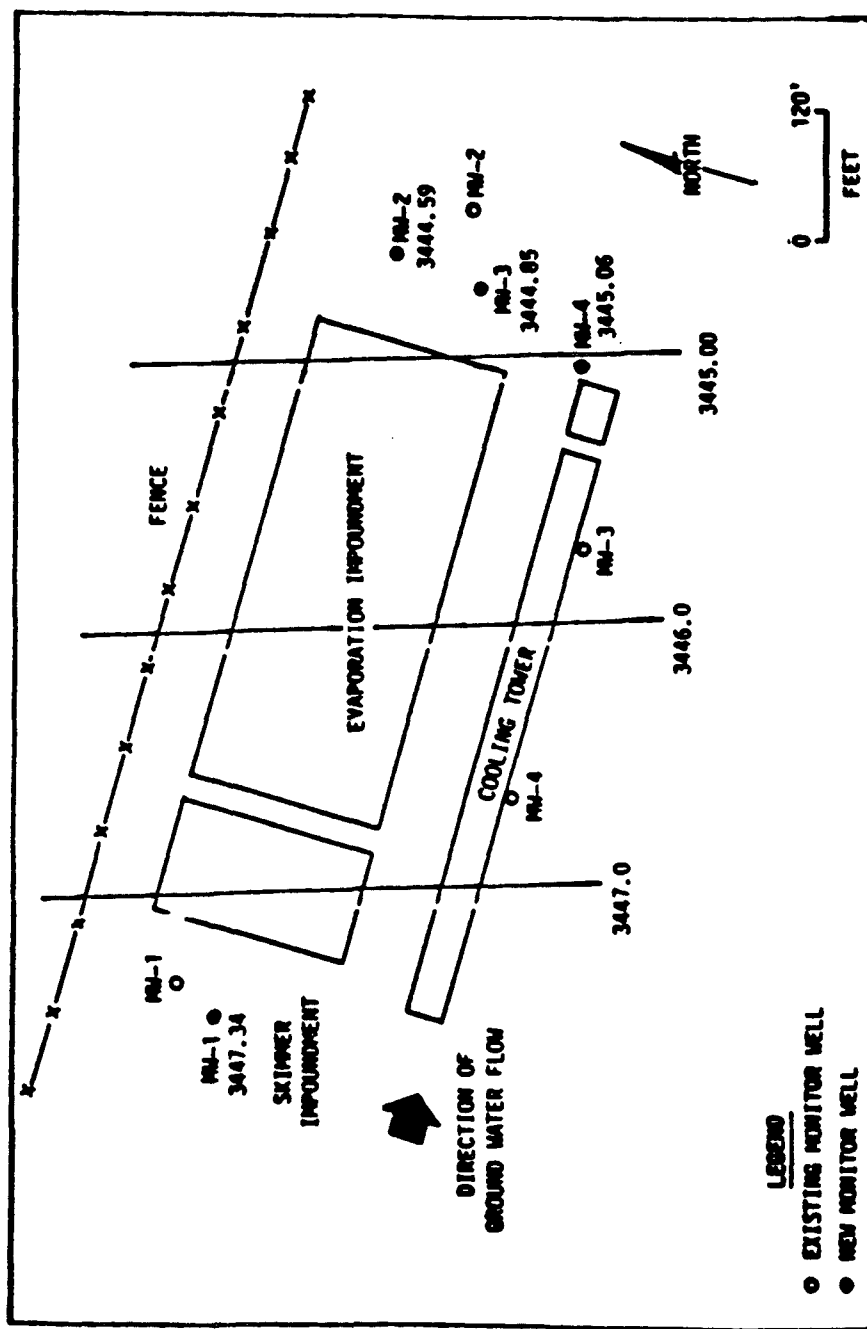 FENCE
MW-1
MW-1
3447.34
SKIMMER
IMPOUNDMENT
EVAPORATION IMPOUNDMENT
MW-2
3444.59
MW-2
MW-3
3444.85
MW-4
3445.06
COOLING TOWER
MW-4
MW-3
3447.0
3446.0
3445.00
DIRECTION OF
GROUND WATER FLOW
NORTH
0 120'
FEET
LEGEND
EXISTING MONITOR WELL
NEW MONITOR WELL